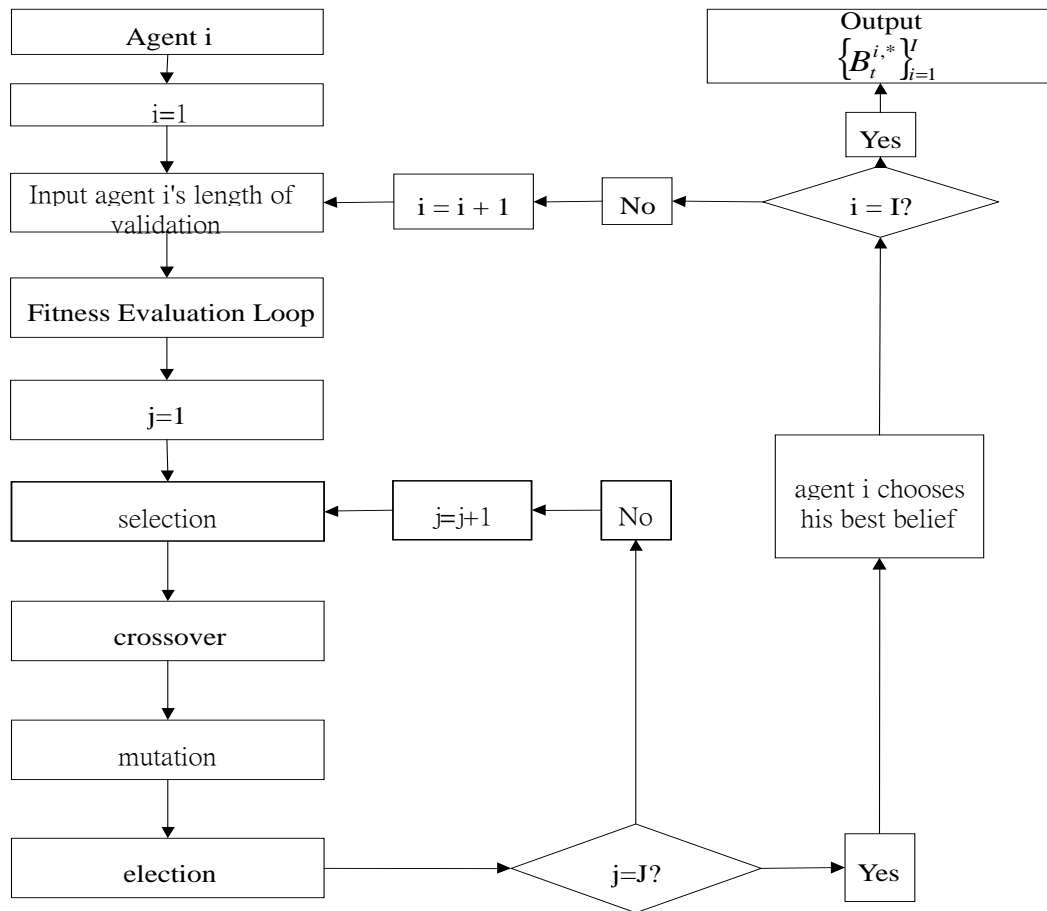 Agent i
i=1
Input agent i's length of
validation
Fitness Evaluation Loop
j=1
selection
crossover
mutation
election
j=J?
No
j=j+1
Yes
agent i chooses
his best belief
i = I?
No
i = i + 1
Yes
Output
{B_t^{i,*}}_{i=1}^I